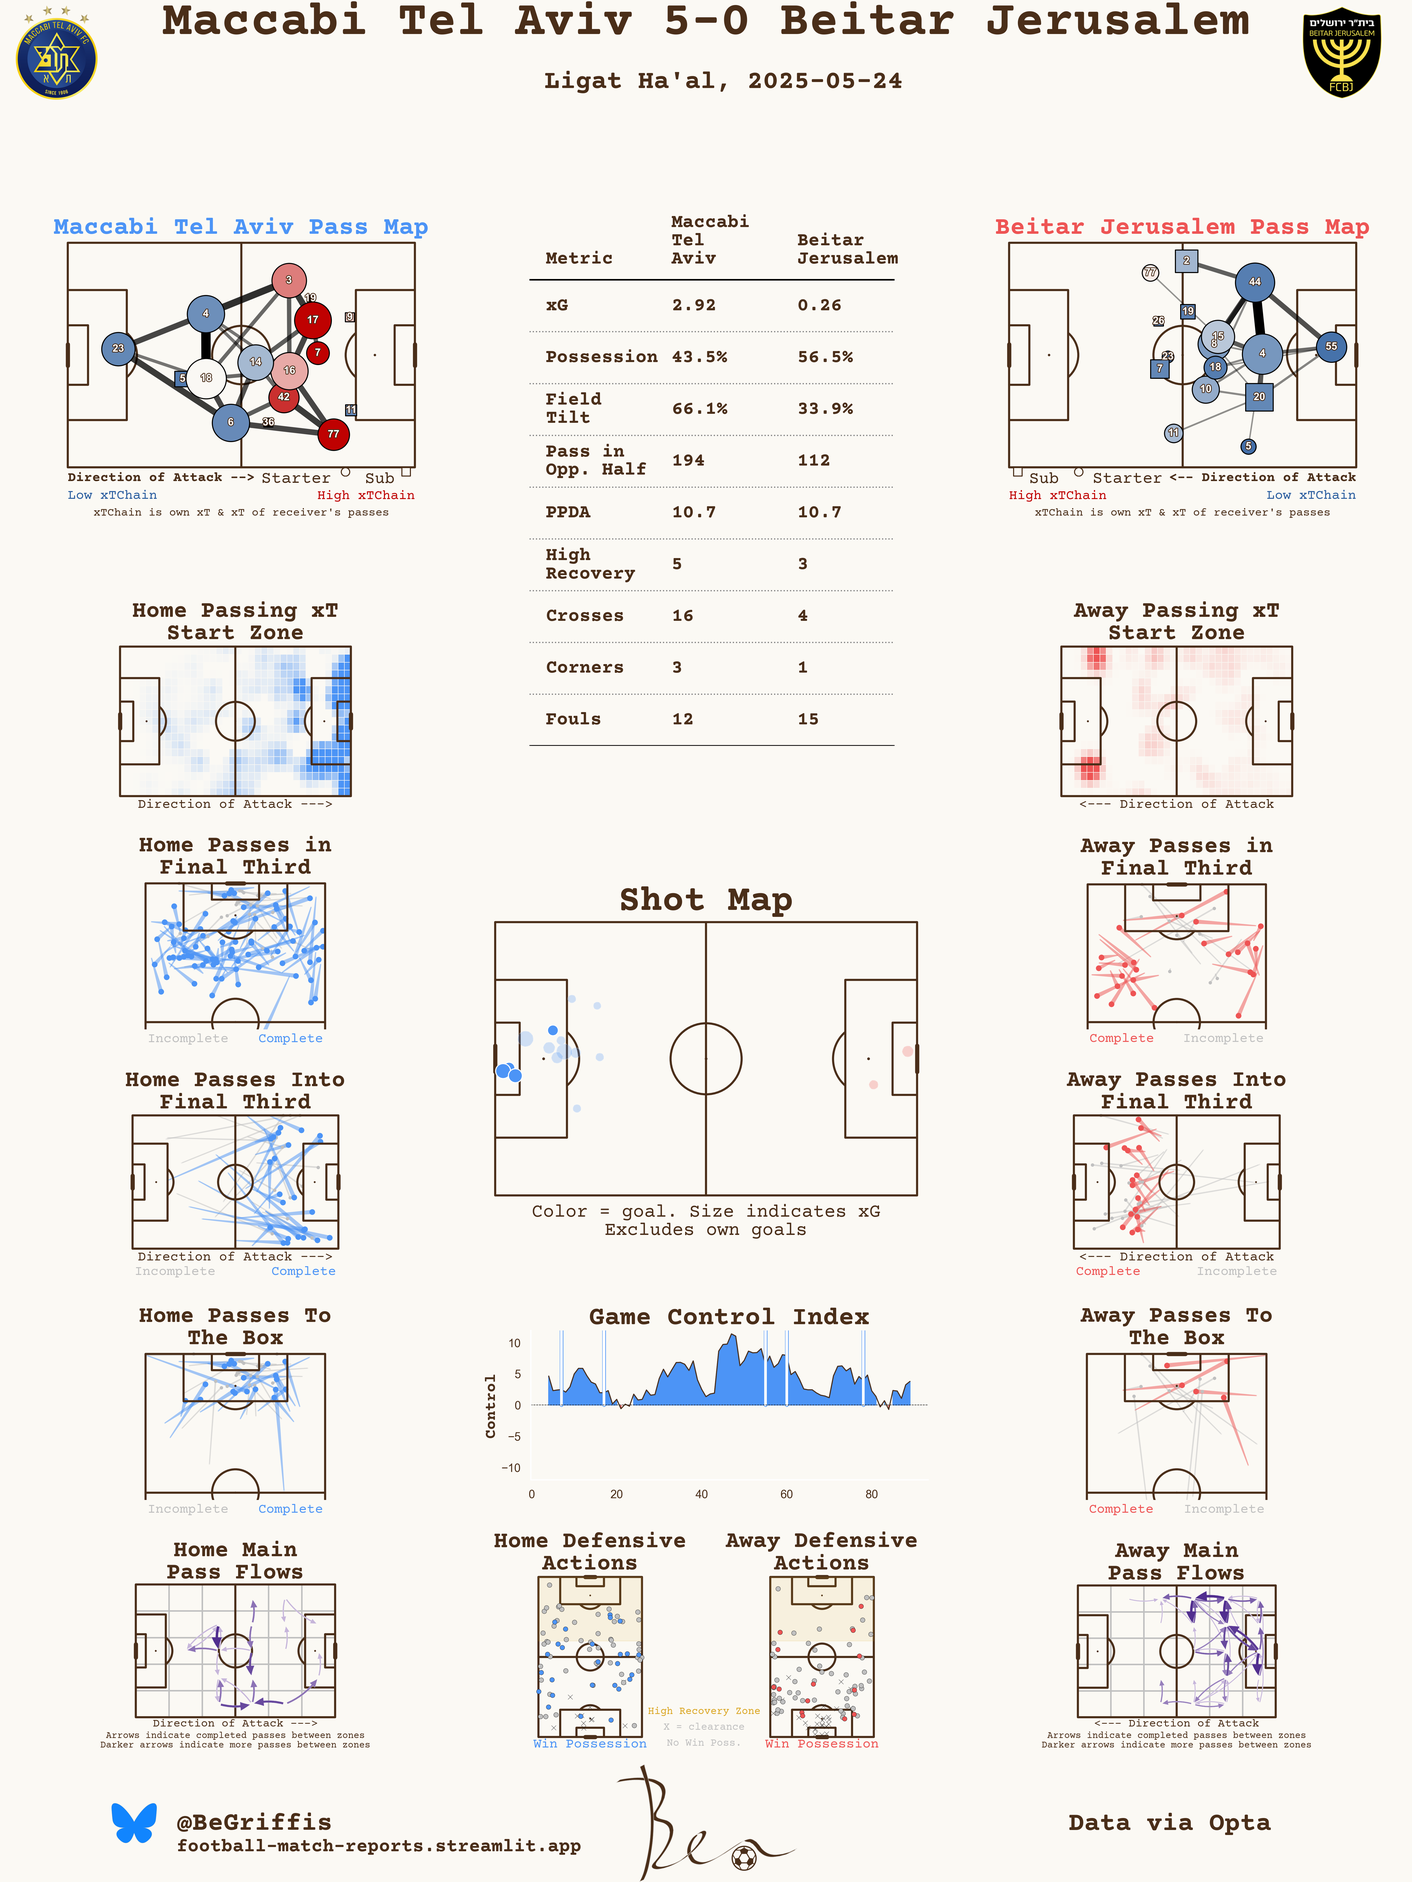 Maccabi Tel Aviv 5-0 Beitar Jerusalem
Ligat Ha'al, 2025-05-24
MACCABI TEL AVIV FC
SINCE 1906
בית"ר ירושלים
BEITAR JERUSALEM
FCBJ
Maccabi Tel Aviv Pass Map
3
19
4
17
9
23
7
14
16
5
18
42
11
6
36
77
Direction of Attack --> Starter Sub
Low xTChain High xTChain
xTChain is own xT & xT of receiver's passes
Metric Maccabi Tel Aviv Beitar Jerusalem
xG 2.92 0.26
Possession 43.5% 56.5%
Field Tilt 66.1% 33.9%
Pass in Opp. Half 194 112
PPDA 10.7 10.7
High Recovery 5 3
Crosses 16 4
Corners 3 1
Fouls 12 15
Beitar Jerusalem Pass Map
2
77
44
19
26
15
8
55
23
4
7
18
10
20
11
5
Sub Starter <-- Direction of Attack
High xTChain Low xTChain
xTChain is own xT & xT of receiver's passes
Home Passing xT
Start Zone
Direction of Attack --->
Away Passing xT
Start Zone
<--- Direction of Attack
Home Passes in
Final Third
Incomplete Complete
Away Passes in
Final Third
Complete Incomplete
Shot Map
Color = goal. Size indicates xG
Excludes own goals
Home Passes Into
Final Third
Direction of Attack --->
Incomplete Complete
Away Passes Into
Final Third
<--- Direction of Attack
Complete Incomplete
Home Passes To
The Box
Incomplete Complete
Game Control Index
Control
10
5
0
−5
−10
0 20 40 60 80
Away Passes To
The Box
Complete Incomplete
Home Main
Pass Flows
Direction of Attack --->
Arrows indicate completed passes between zones
Darker arrows indicate more passes between zones
Home Defensive
Actions
Win Possession
High Recovery Zone
X = clearance
No Win Poss.
Away Defensive
Actions
Win Possession
Away Main
Pass Flows
<--- Direction of Attack
Arrows indicate completed passes between zones
Darker arrows indicate more passes between zones
@BeGriffis
football-match-reports.streamlit.app
Ben
Data via Opta